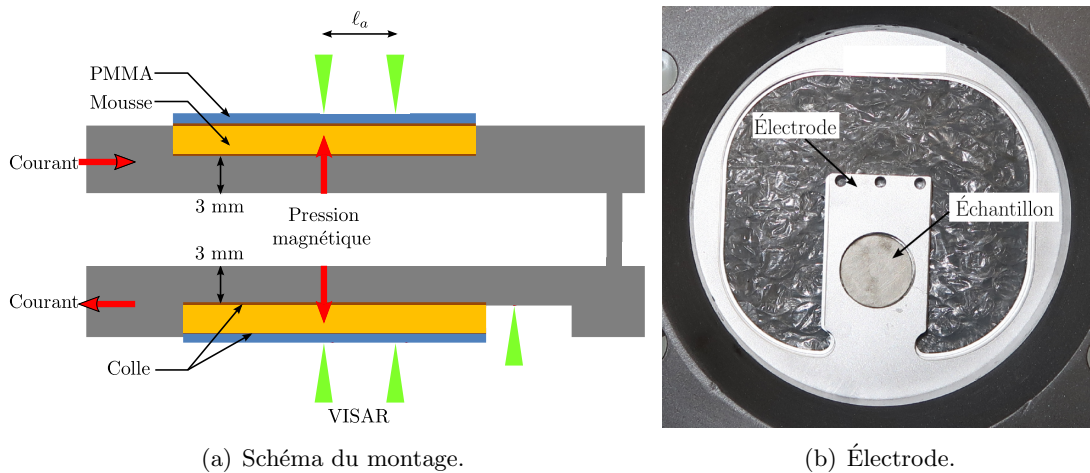 ℓₐ
PMMA
Mousse
Courant
3 mm
Pression
magnétique
3 mm
Courant
Colle
VISAR
(a) Schéma du montage.
Électrode
Échantillon
(b) Électrode.